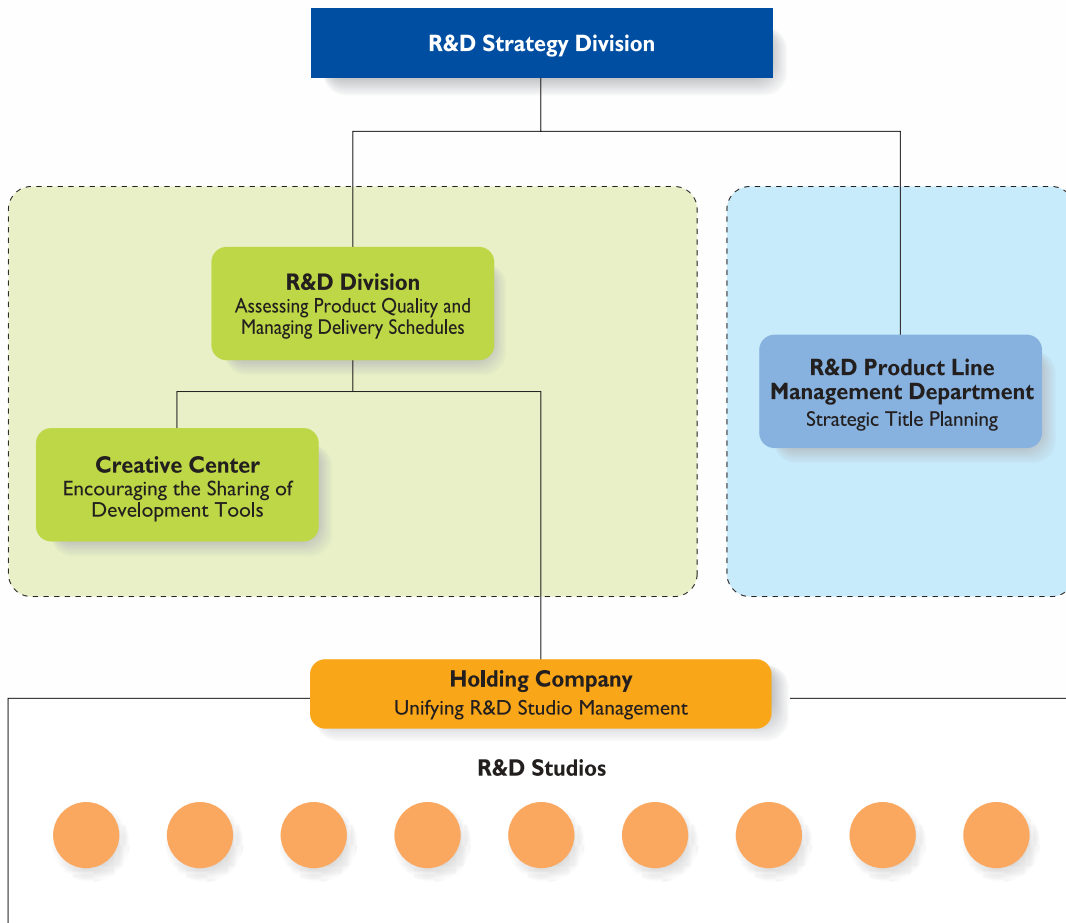 R&D Strategy Division
R&D Division
Assessing Product Quality and
Managing Delivery Schedules
R&D Product Line
Management Department
Strategic Title Planning
Creative Center
Encouraging the Sharing of
Development Tools
Holding Company
Unifying R&D Studio Management
R&D Studios